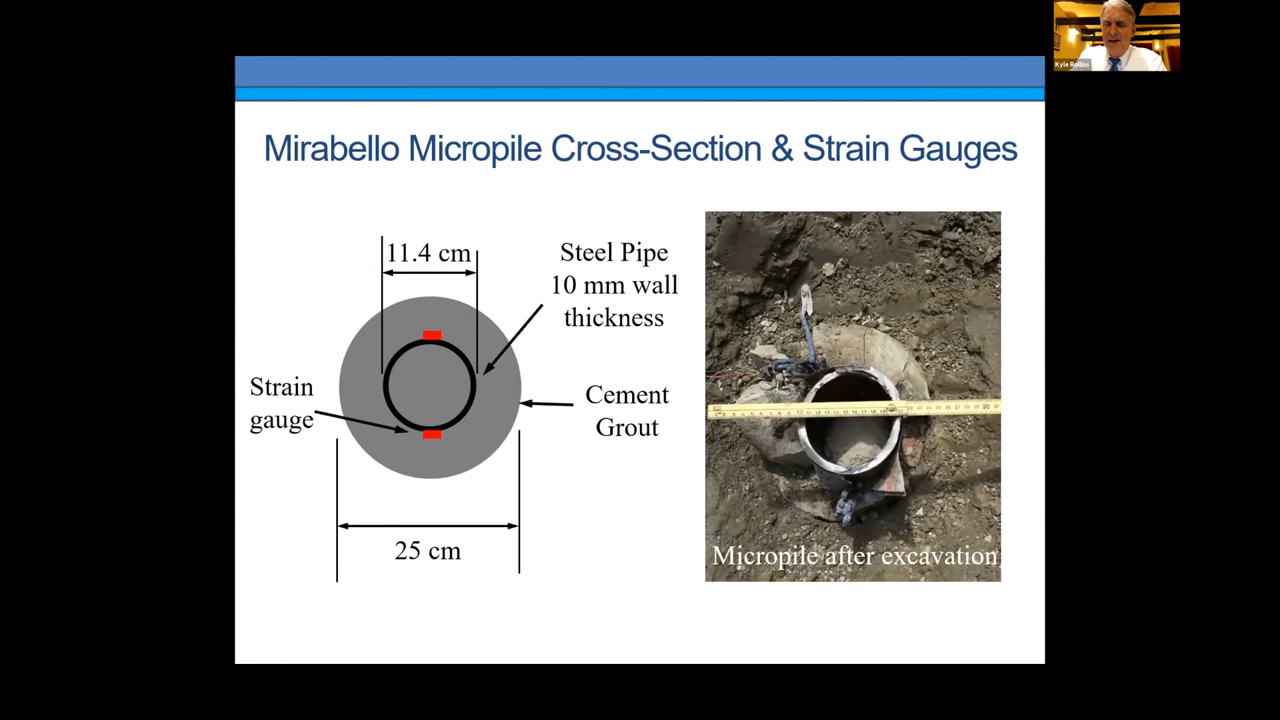 Kyle Rollins
Mirabello Micropile Cross-Section & Strain Gauges
11.4 cm
Steel Pipe
10 mm wall
thickness
Strain
gauge
Cement
Grout
25 cm
Micropile after excavation